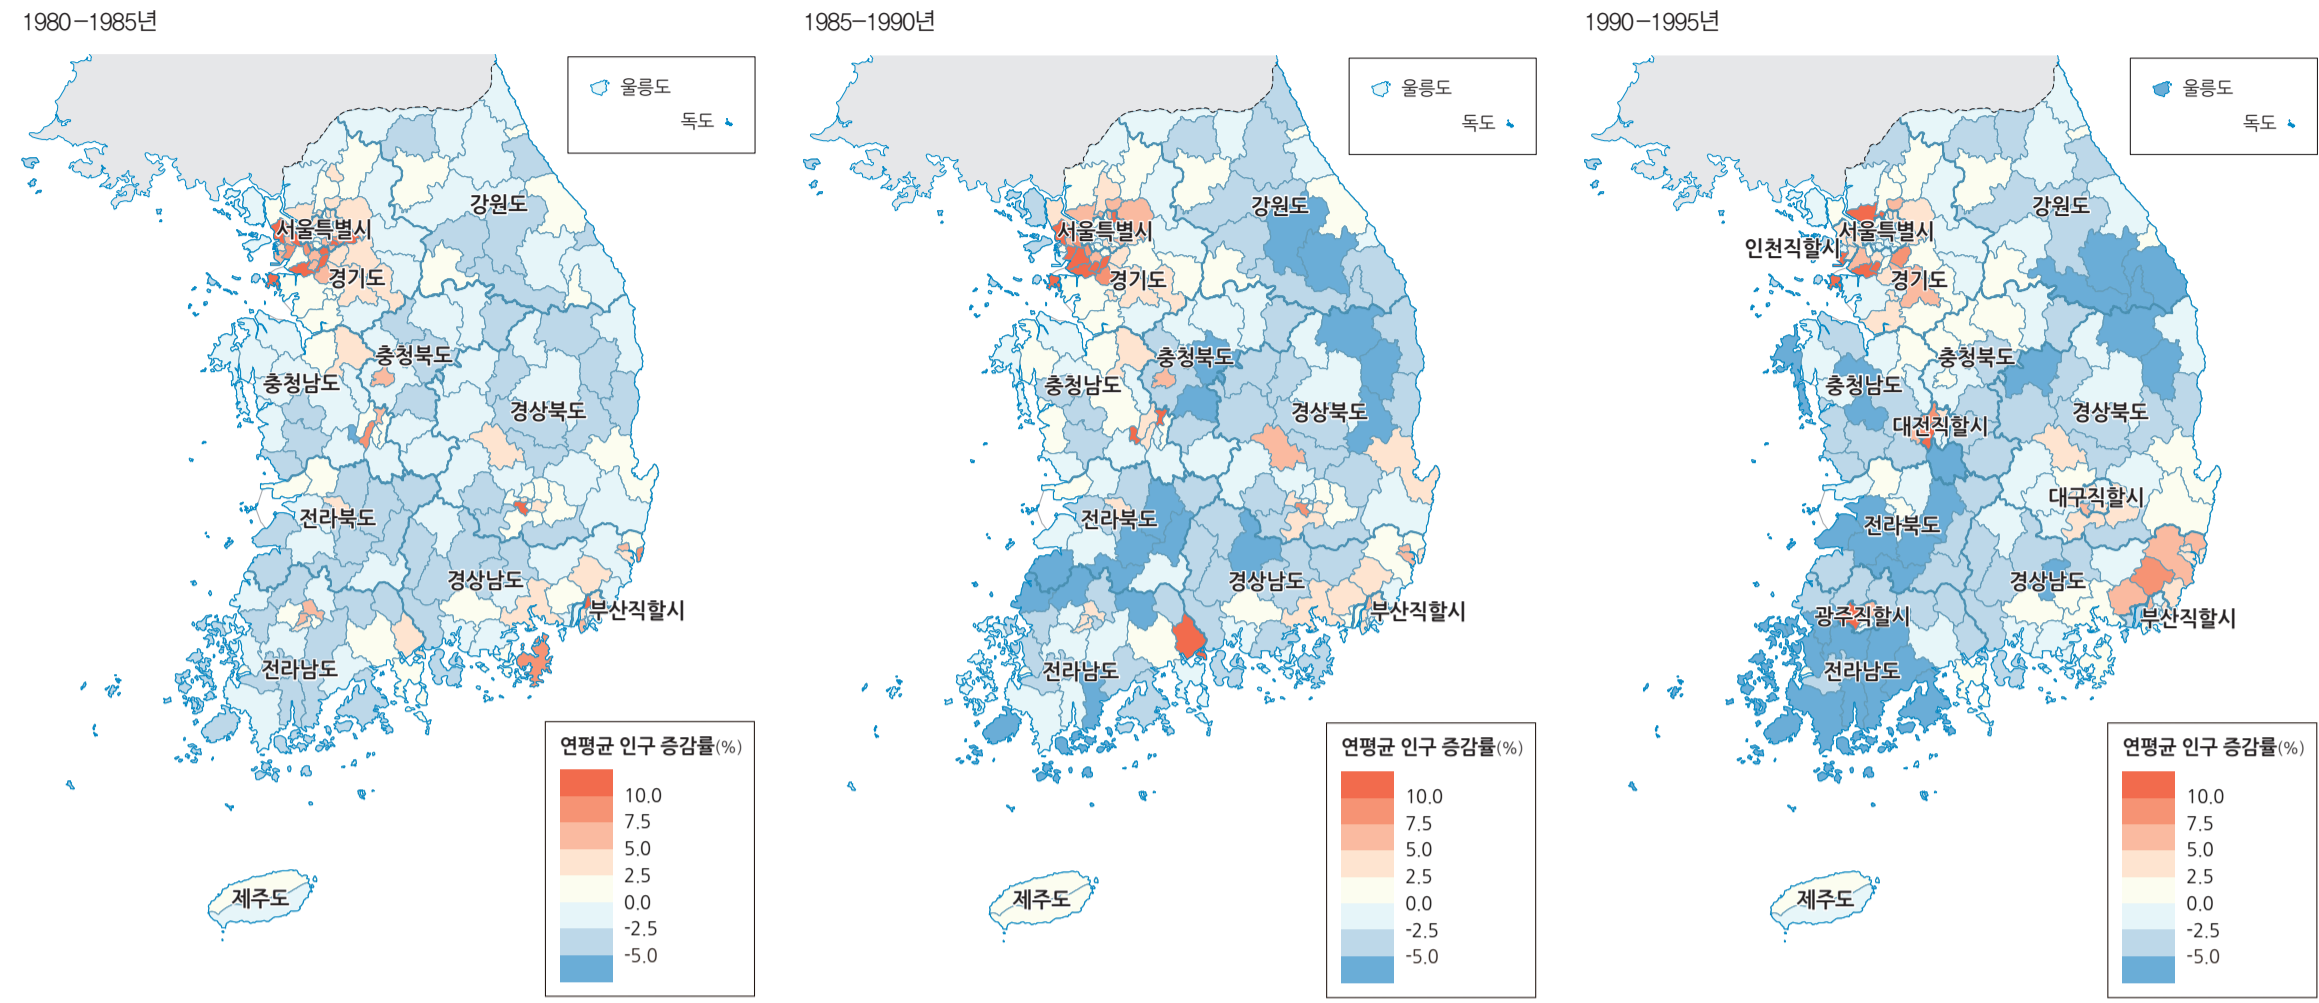 1980-1985년
울릉도
독도
강원도
서울특별시
경기도
충청북도
충청남도
경상북도
전라북도
경상남도
부산직할시
전라남도
제주도
연평균 인구 증감률(%)
10.0
7.5
5.0
2.5
0.0
-2.5
-5.0
1985-1990년
울릉도
독도
강원도
서울특별시
경기도
충청북도
충청남도
경상북도
전라북도
경상남도
부산직할시
전라남도
제주도
연평균 인구 증감률(%)
10.0
7.5
5.0
2.5
0.0
-2.5
-5.0
1990-1995년
울릉도
독도
강원도
서울특별시
인천직할시
경기도
충청북도
충청남도
경상북도
대전직할시
대구직할시
전라북도
경상남도
광주직할시
부산직할시
전라남도
제주도
연평균 인구 증감률(%)
10.0
7.5
5.0
2.5
0.0
-2.5
-5.0